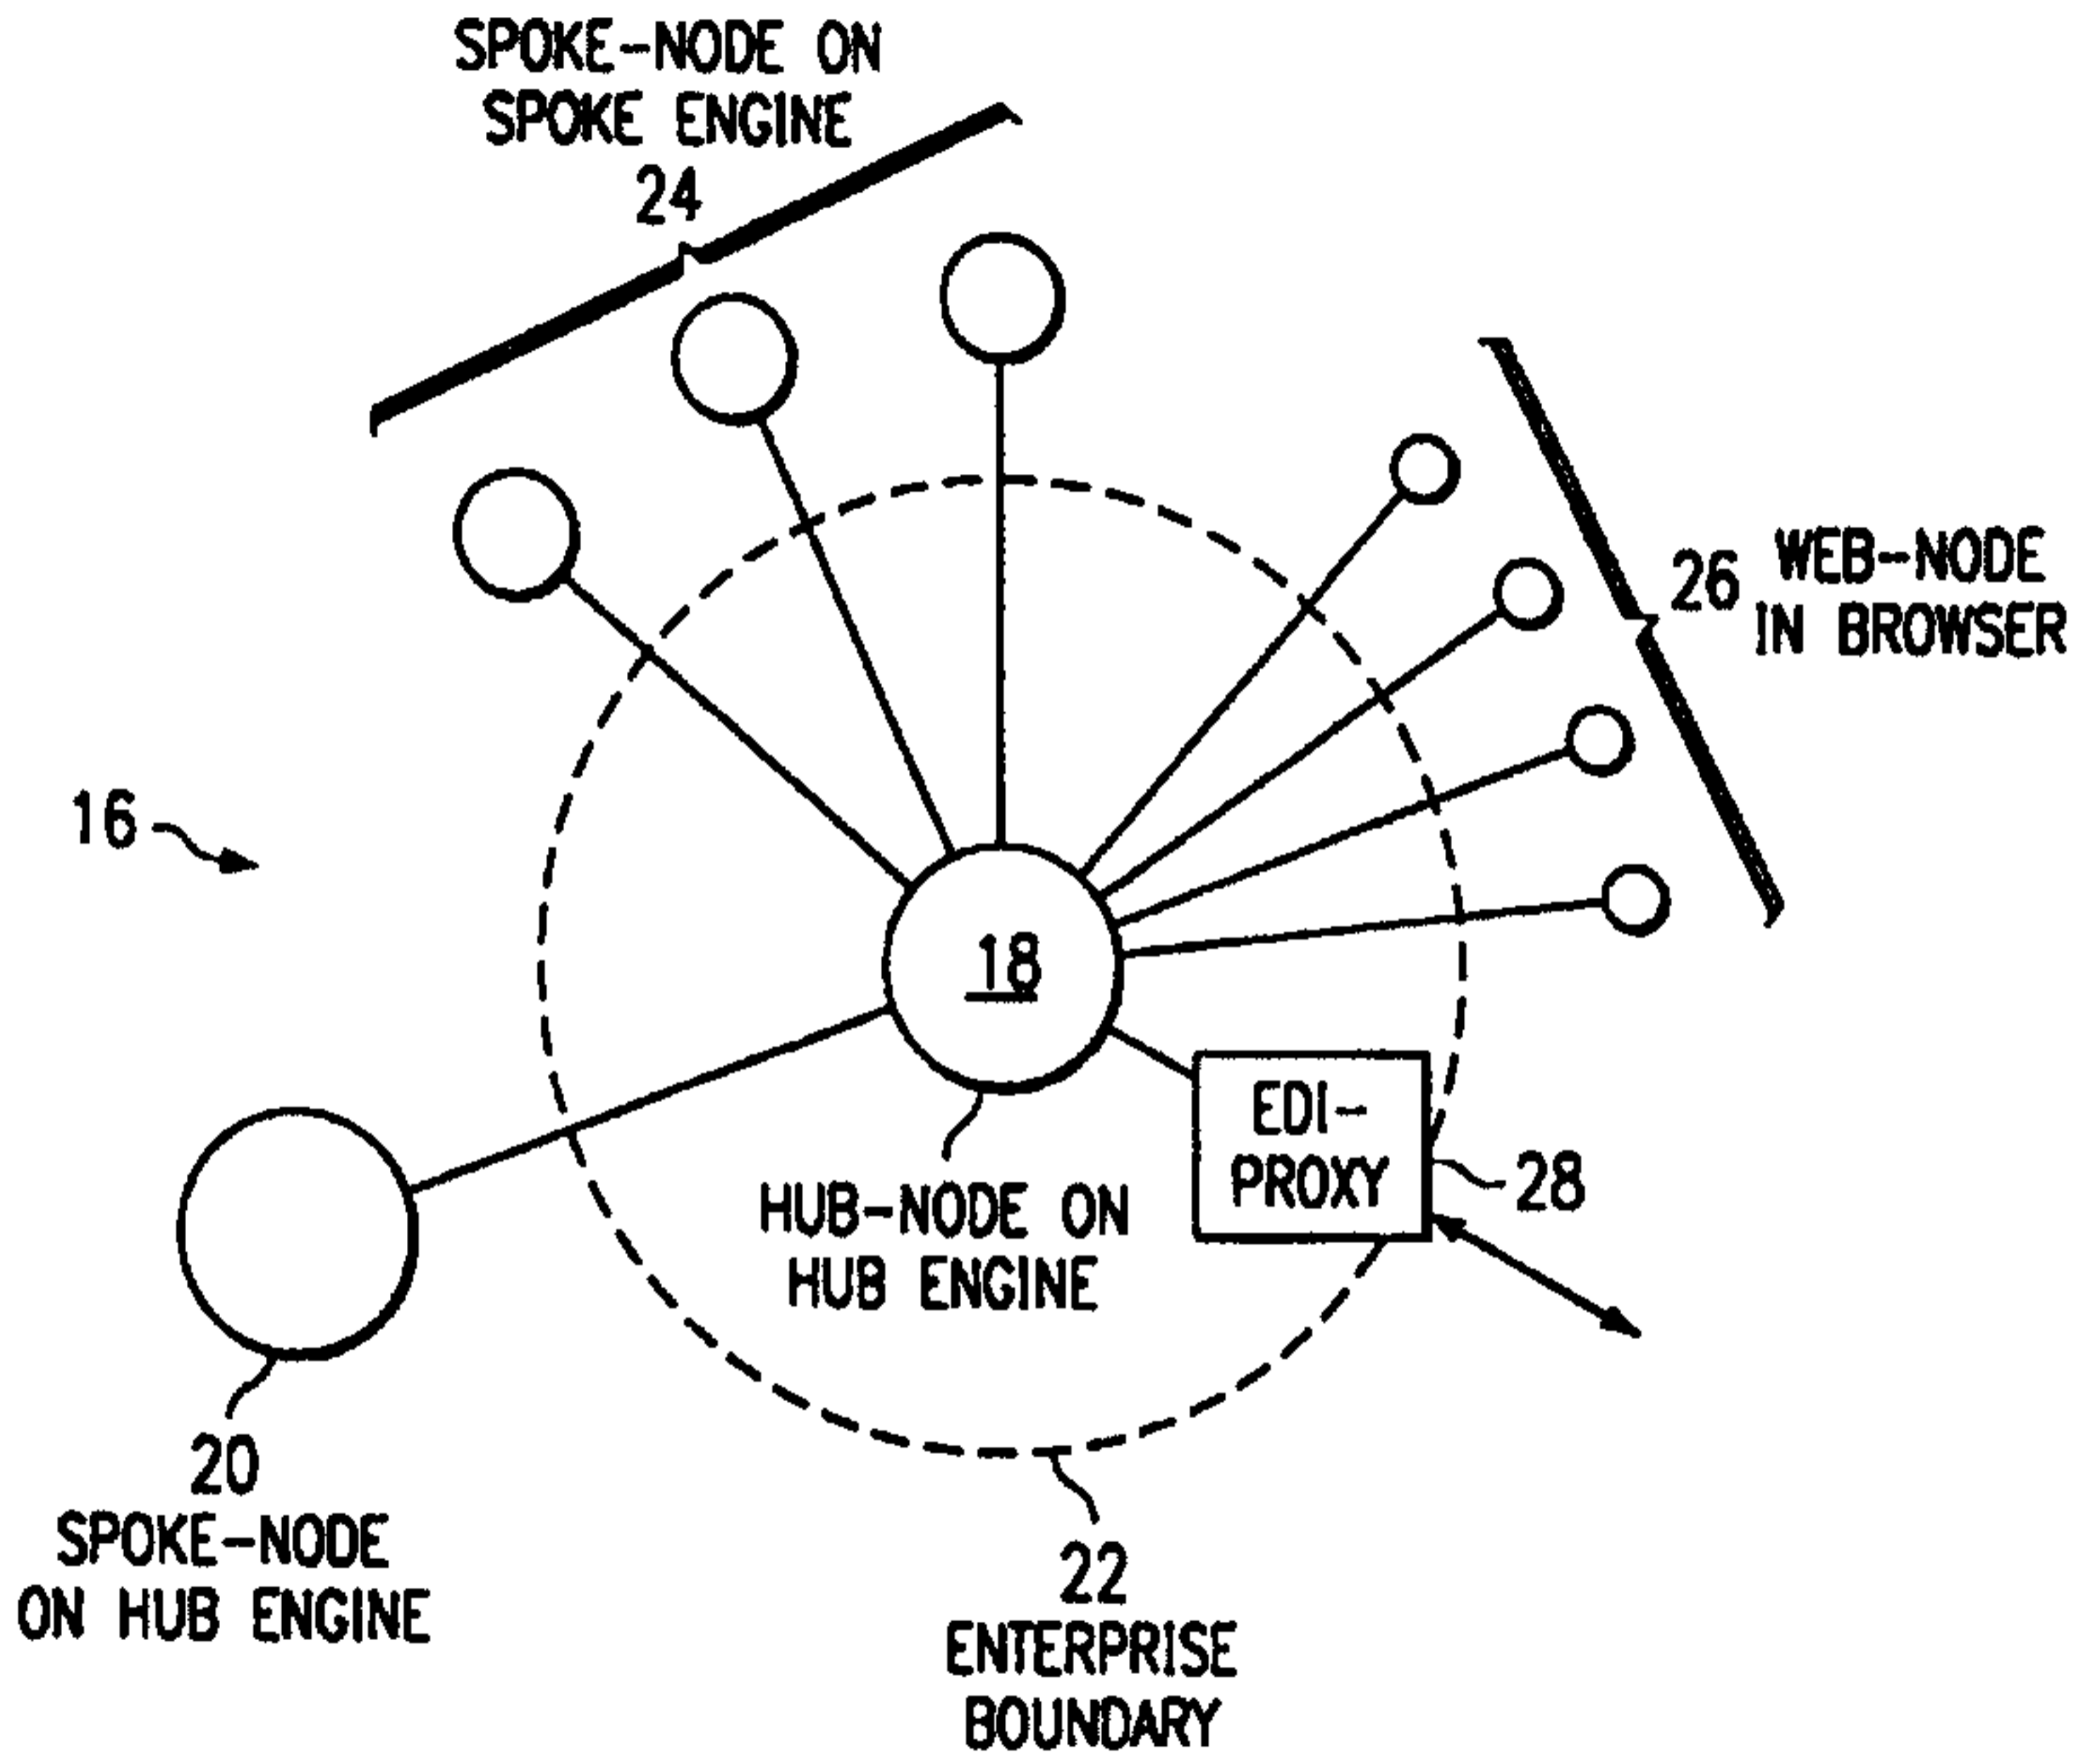 SPOKE-NODE ON
SPOKE ENGINE
24
26
WEB-NODE
IN BROWSER
16
18
EDI-
PROXY
28
HUB-NODE ON
HUB ENGINE
20
SPOKE-NODE
ON HUB ENGINE
22
ENTERPRISE
BOUNDARY